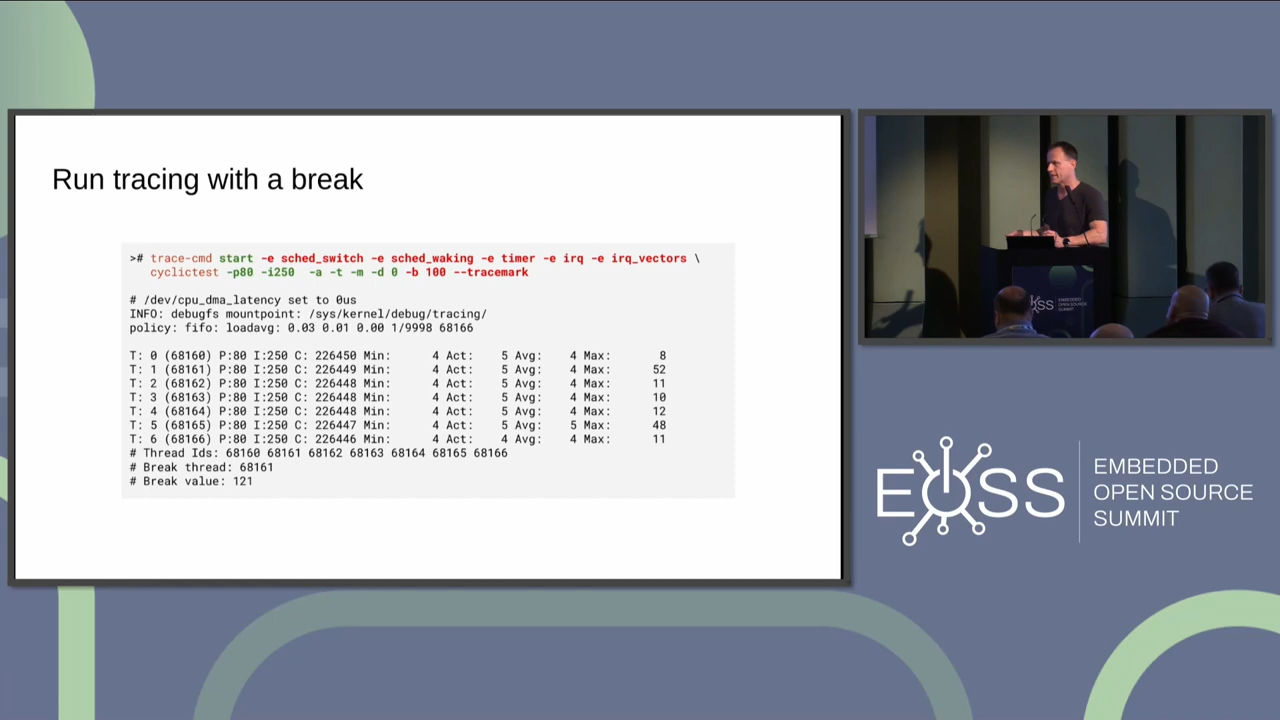 Run tracing with a break
># trace-cmd start -e sched_switch -e sched_waking -e timer -e irq -e irq_vectors \
cyclictest -p80 -i250 -a -t -m -d 0 -b 100 --tracemark
# /dev/cpu_dma_latency set to 0us
INFO: debugfs mountpoint: /sys/kernel/debug/tracing/
policy: fifo: loadavg: 0.03 0.01 0.00 1/9998 68166
T: 0 (68160) P:80 I:250 C: 226450 Min: 4 Act: 5 Avg: 4 Max: 8
T: 1 (68161) P:80 I:250 C: 226449 Min: 4 Act: 5 Avg: 4 Max: 52
T: 2 (68162) P:80 I:250 C: 226448 Min: 4 Act: 5 Avg: 4 Max: 11
T: 3 (68163) P:80 I:250 C: 226448 Min: 4 Act: 5 Avg: 4 Max: 10
T: 4 (68164) P:80 I:250 C: 226448 Min: 4 Act: 5 Avg: 4 Max: 12
T: 5 (68165) P:80 I:250 C: 226447 Min: 4 Act: 5 Avg: 5 Max: 48
T: 6 (68166) P:80 I:250 C: 226446 Min: 4 Act: 4 Avg: 4 Max: 11
# Thread Ids: 68160 68161 68162 68163 68164 68165 68166
# Break thread: 68161
# Break value: 121
EOSS
EMBEDDED
OPEN SOURCE
SUMMIT
EOSS
EMBEDDED
OPEN SOURCE
SUMMIT